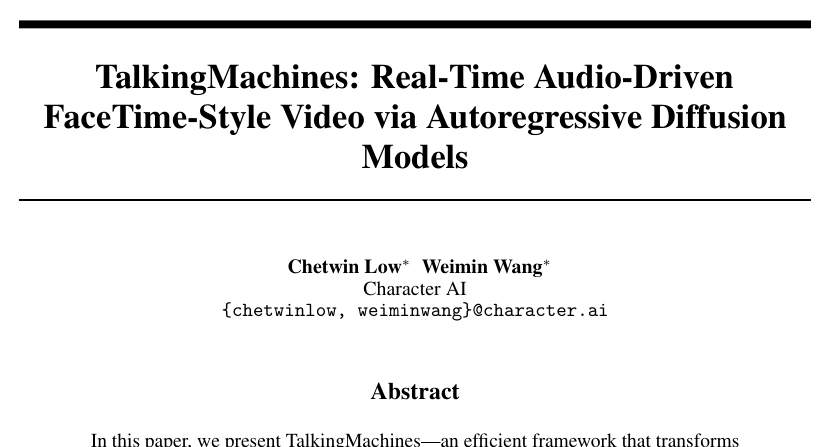 TalkingMachines: Real-Time Audio-Driven
FaceTime-Style Video via Autoregressive Diffusion
Models
Chetwin Low* Weimin Wang*
Character AI
{chetwinlow, weiminwang}@character.ai
Abstract
In this paper, we present TalkingMachines—an efficient framework that transforms